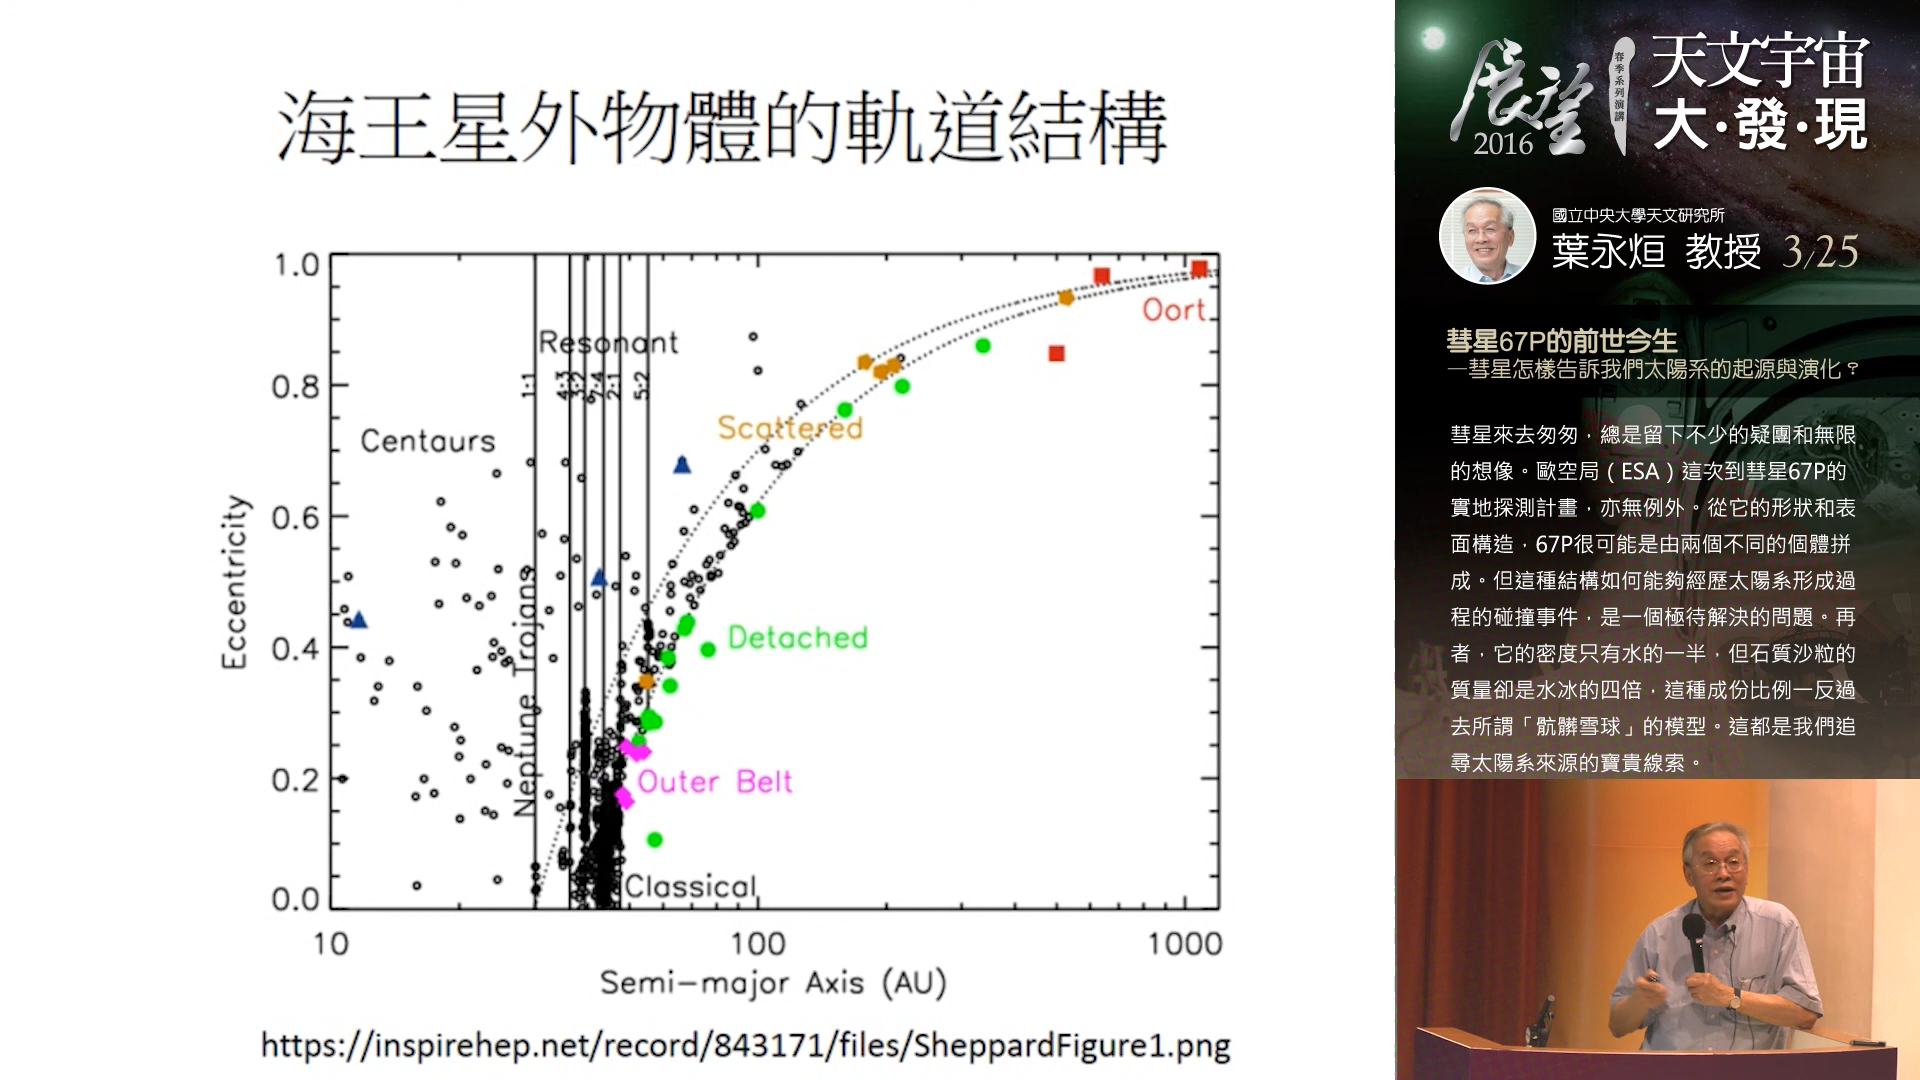 海王星外物體的軌道結構
1.0
0.8
0.6
0.4
0.2
0.0
Eccentricity
10
100
1000
Semi-major Axis (AU)
Centaurs
Resonant
1:1
4:3
3:2
7:4
2:1
5:2
Neptune Trojans
Scattered
Oort
Detached
Outer Belt
Classical
https://inspirehep.net/record/843171/files/SheppardFigure1.png
展望
2016
春季系列演講
天文宇宙
大·發·現
國立中央大學天文研究所
葉永烜 教授 3/25
彗星67P的前世今生
—彗星怎樣告訴我們太陽系的起源與演化？
彗星來去匆匆，總是留下不少的疑團和無限
的想像。歐空局（ESA）這次到彗星67P的
實地探測計畫，亦無例外。從它的形狀和表
面構造，67P很可能是由兩個不同的個體拼
成。但這種結構如何能夠經歷太陽系形成過
程的碰撞事件，是一個極待解決的問題。再
者，它的密度只有水的一半，但石質沙粒的
質量卻是水冰的四倍，這種成份比例一反過
去所謂「骯髒雪球」的模型。這都是我們追
尋太陽系來源的寶貴線索。